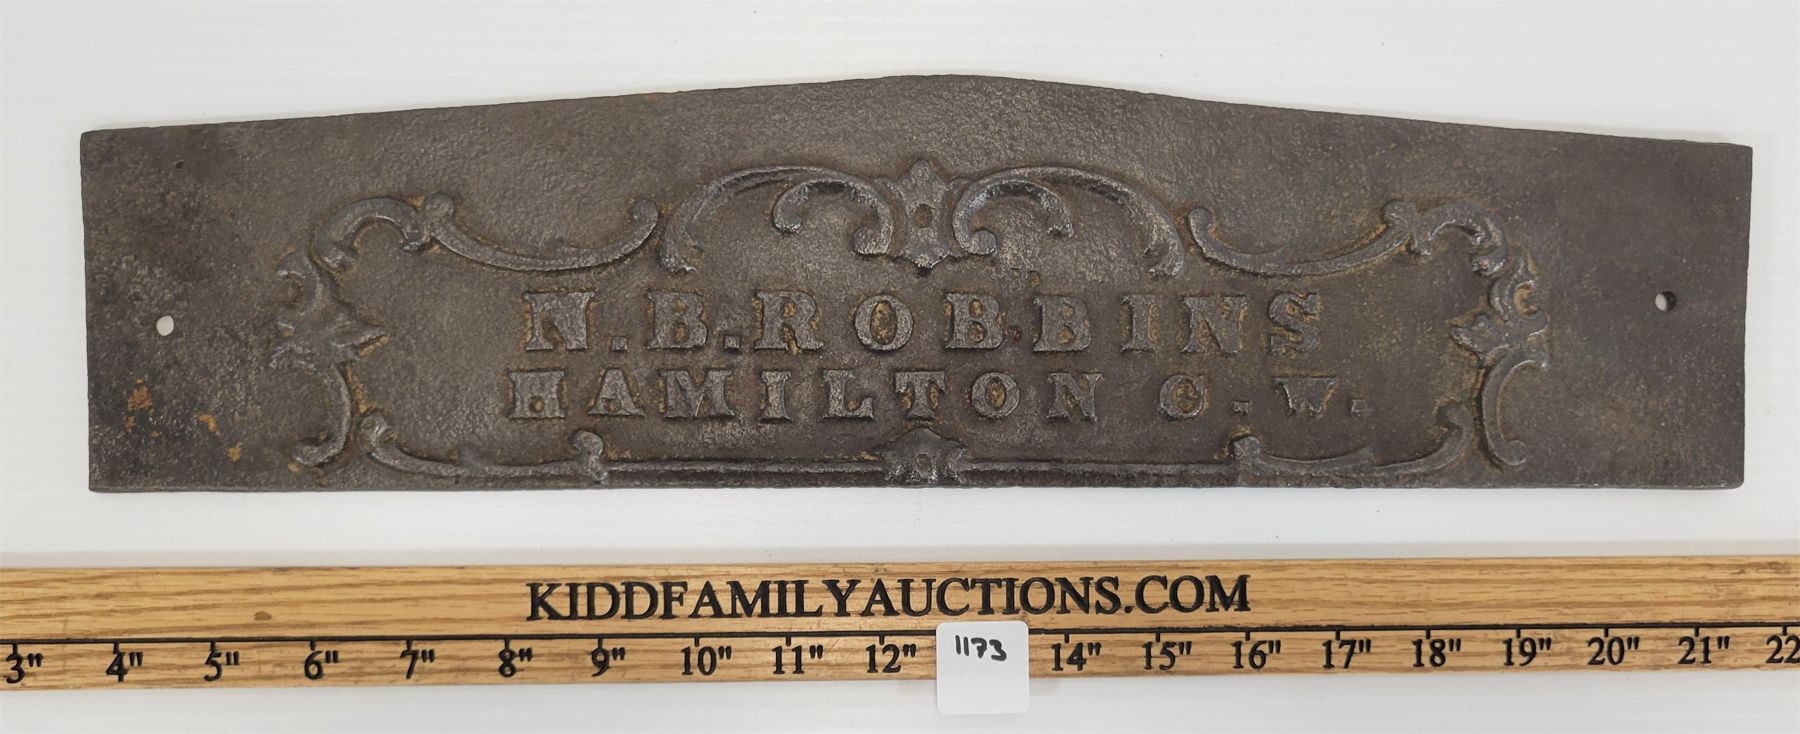 N.B.ROBBINS
HAMILTON C.W.
KIDDFAMILYAUCTIONS.COM
3" 4" 5" 6" 7" 8" 9" 10" 11" 12" 14" 15" 16" 17" 18" 19" 20" 21" 22
1173